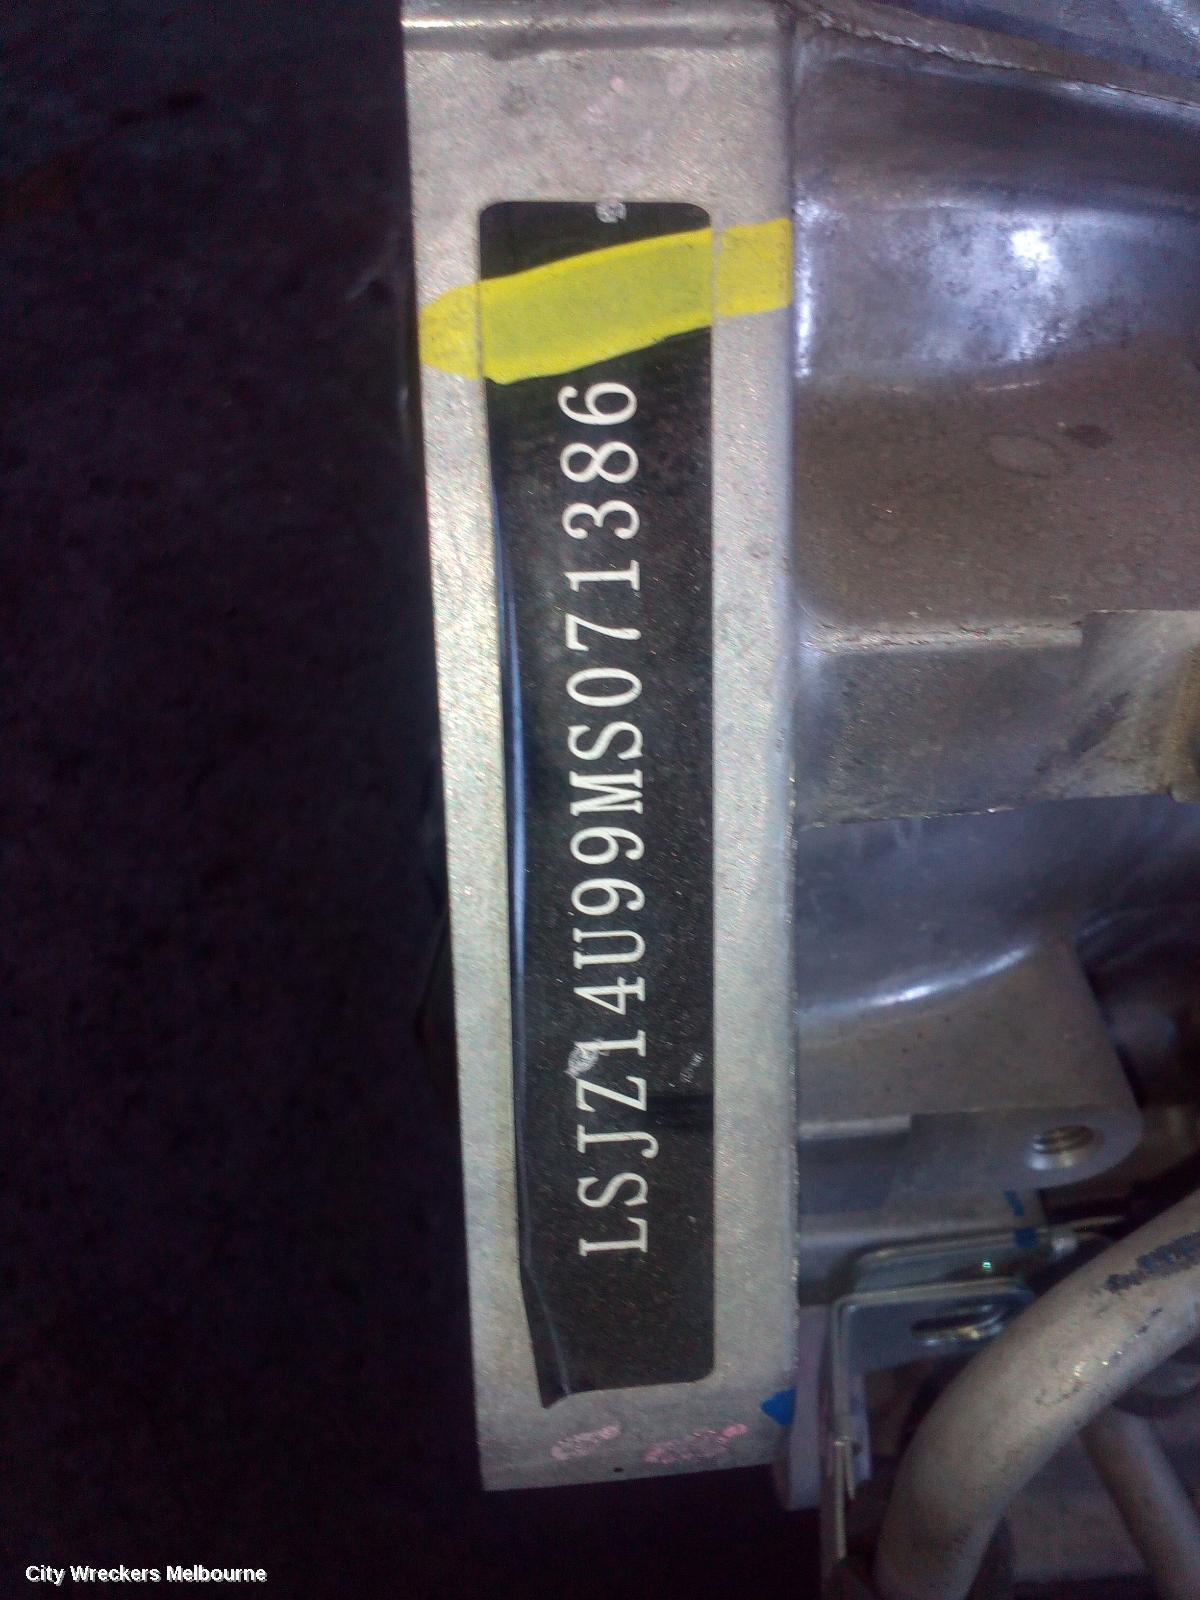 LSJZ14U99MS071386
City Wreckers Melbourne